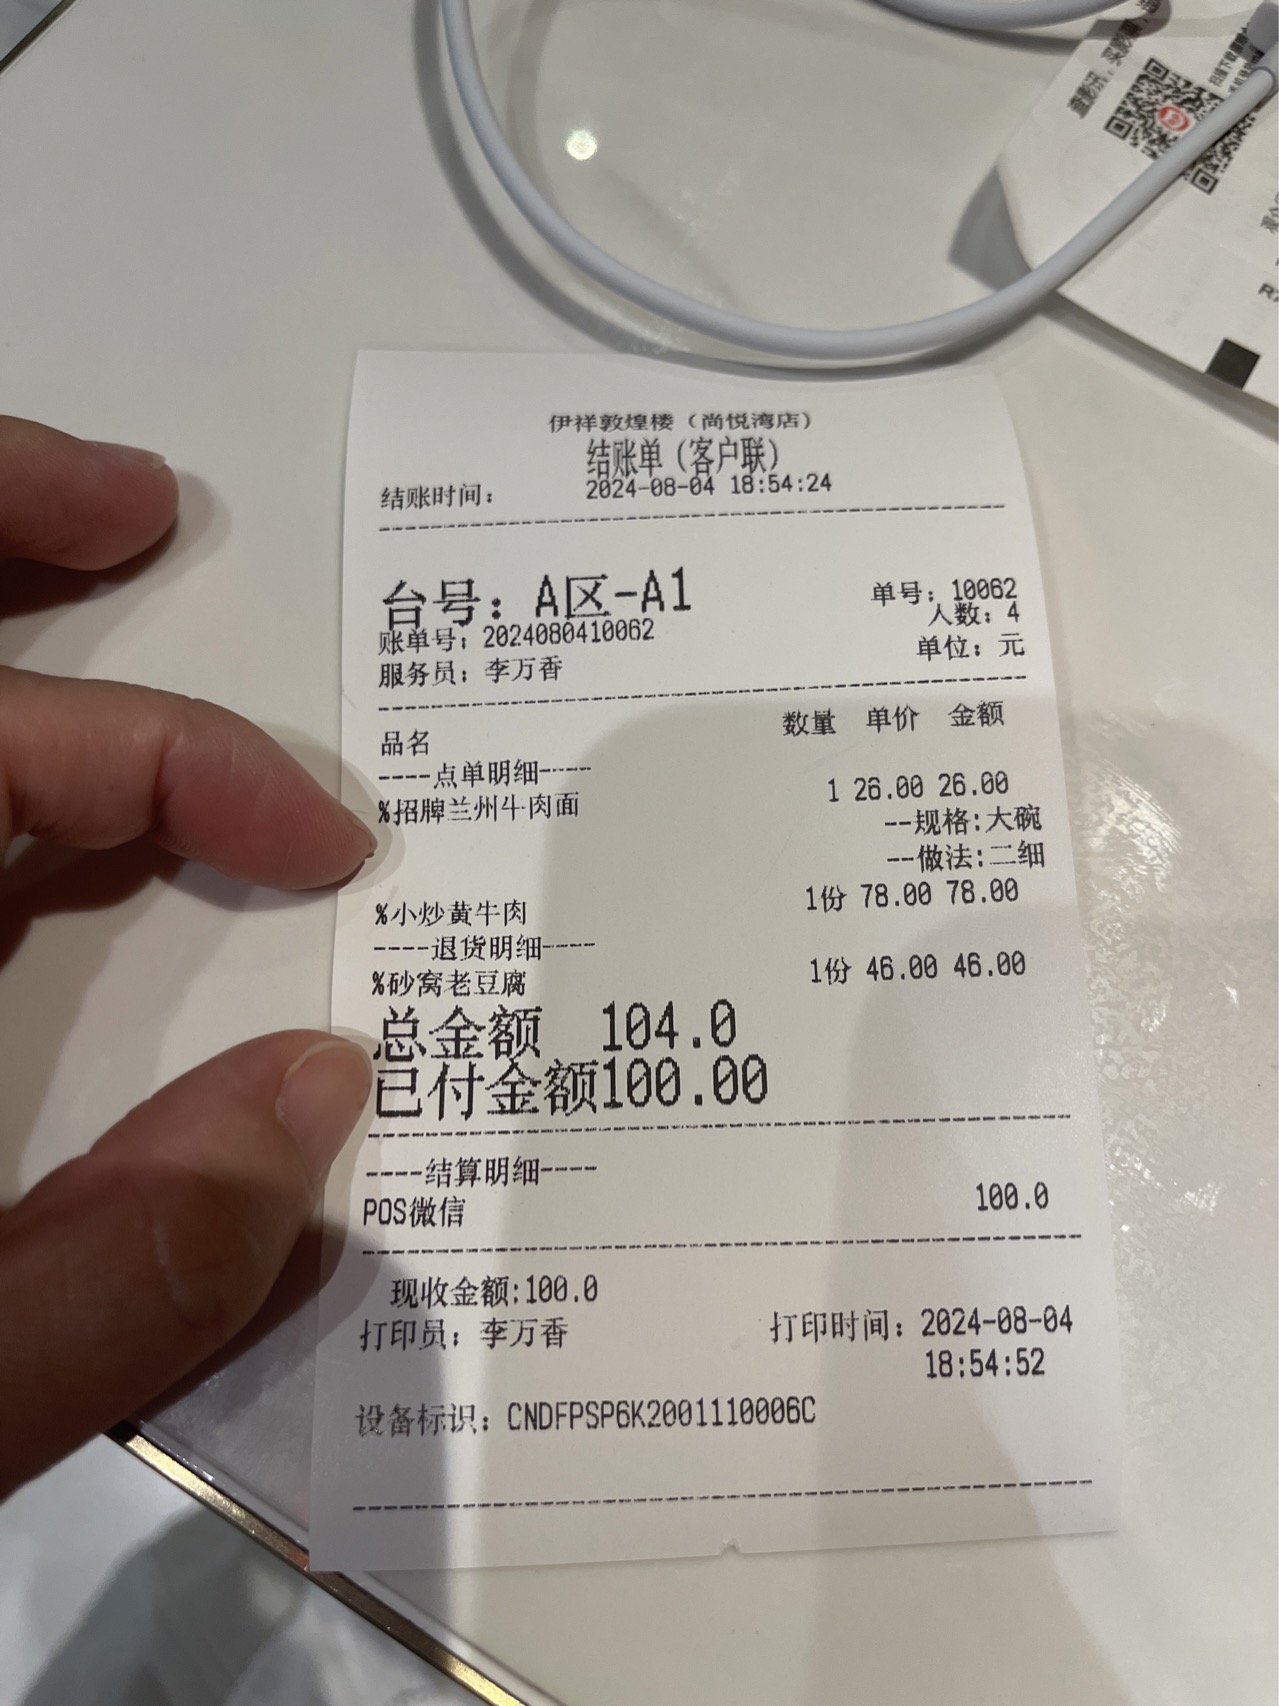 伊祥敦煌楼（尚悦湾店）
结账单（客户联）
结账时间： 2024-08-04 18:54:24
台号：A区-A1 单号：10062
人数：4
账单号：2024080410062
单位：元
服务员：李万香
品名 数量 单价 金额
----点单明细----
%招牌兰州牛肉面 1 26.00 26.00
--规格:大碗
--做法:二细
%小炒黄牛肉 1份 78.00 78.00
----退货明细----
%砂窝老豆腐 1份 46.00 46.00
总金额 104.0
已付金额100.00
----结算明细----
POS微信 100.0
现收金额:100.0
打印员：李万香 打印时间：2024-08-04
18:54:52
设备标识：CNDFPSP6K2001110006C